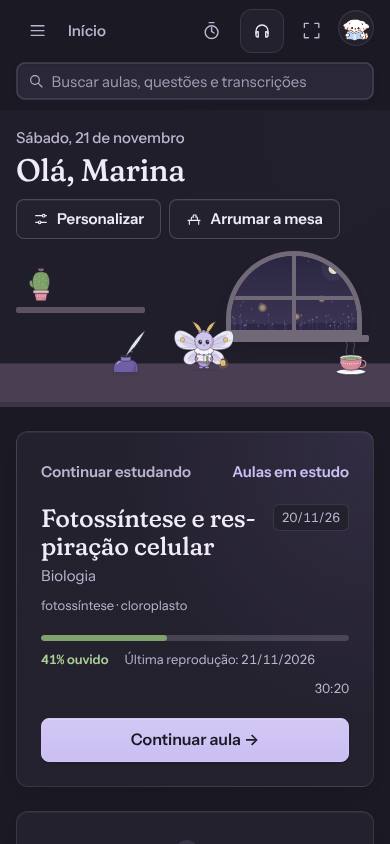 Início
Buscar aulas, questões e transcrições
Sábado, 21 de novembro
Olá, Marina
Personalizar
Arrumar a mesa
Continuar estudando
Aulas em estudo
Fotossíntese e res-
piração celular
20/11/26
Biologia
fotossíntese · cloroplasto
41% ouvido
Última reprodução: 21/11/2026
30:20
Continuar aula →